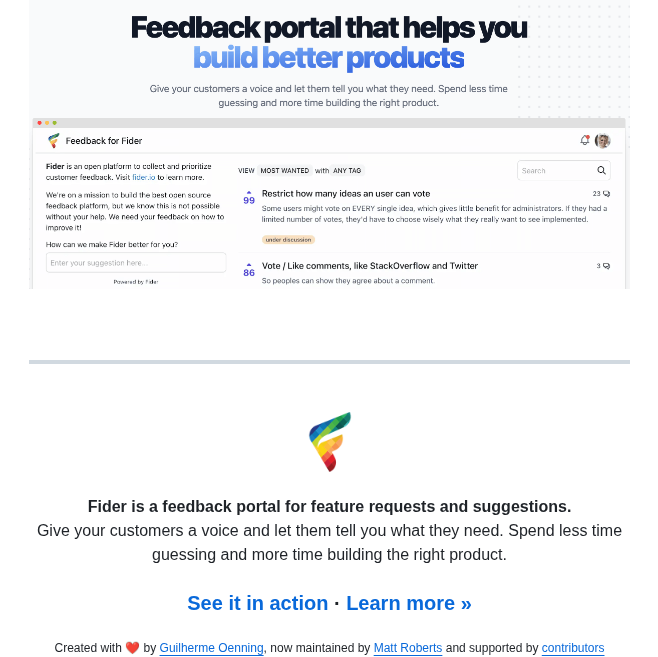 Feedback portal that helps you
build better products
Give your customers a voice and let them tell you what they need. Spend less time
guessing and more time building the right product.
Feedback for Fider
Fider is an open platform to collect and prioritize
customer feedback. Visit fider.io to learn more.
We're on a mission to build the best open source
feedback platform, but we know this is not possible
without your help. We need your feedback on how to
improve it!
How can we make Fider better for you?
Enter your suggestion here...
Powered by Fider
VIEW MOST WANTED with ANY TAG
Search
99
Restrict how many ideas an user can vote
23
Some users might vote on EVERY single idea, which gives little benefit for administrators. If they had a
limited number of votes, they'd have to choose wisely what they really want to see implemented.
under discussion
86
Vote / Like comments, like StackOverflow and Twitter
3
So peoples can show they agree about a comment.
Fider is a feedback portal for feature requests and suggestions.
Give your customers a voice and let them tell you what they need. Spend less time
guessing and more time building the right product.
See it in action · Learn more »
Created with ❤️ by Guilherme Oenning, now maintained by Matt Roberts and supported by contributors